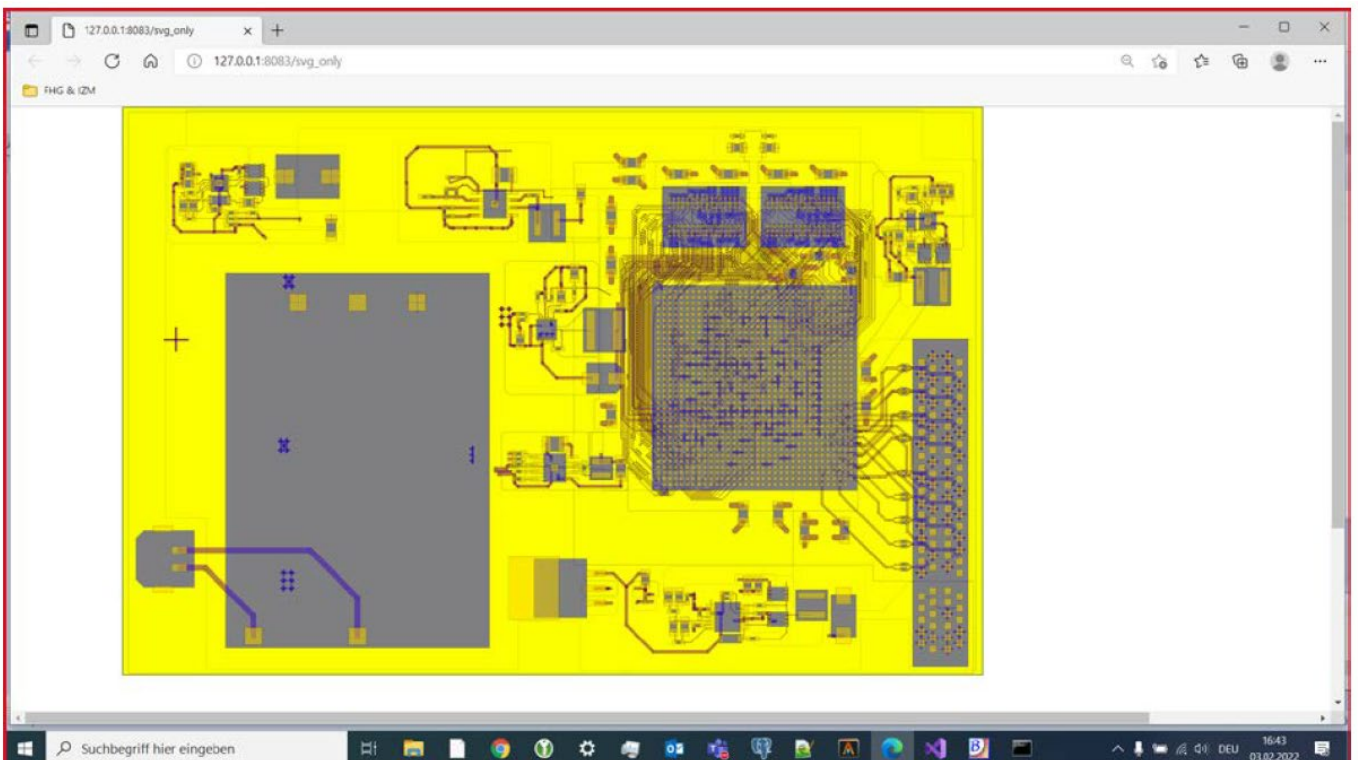 127.0.0.1:8083/svg_only
127.0.0.1:8083/svg_only
FHG & IZM
Suchbegriff hier eingeben
DEU
16:43
03.02.2022